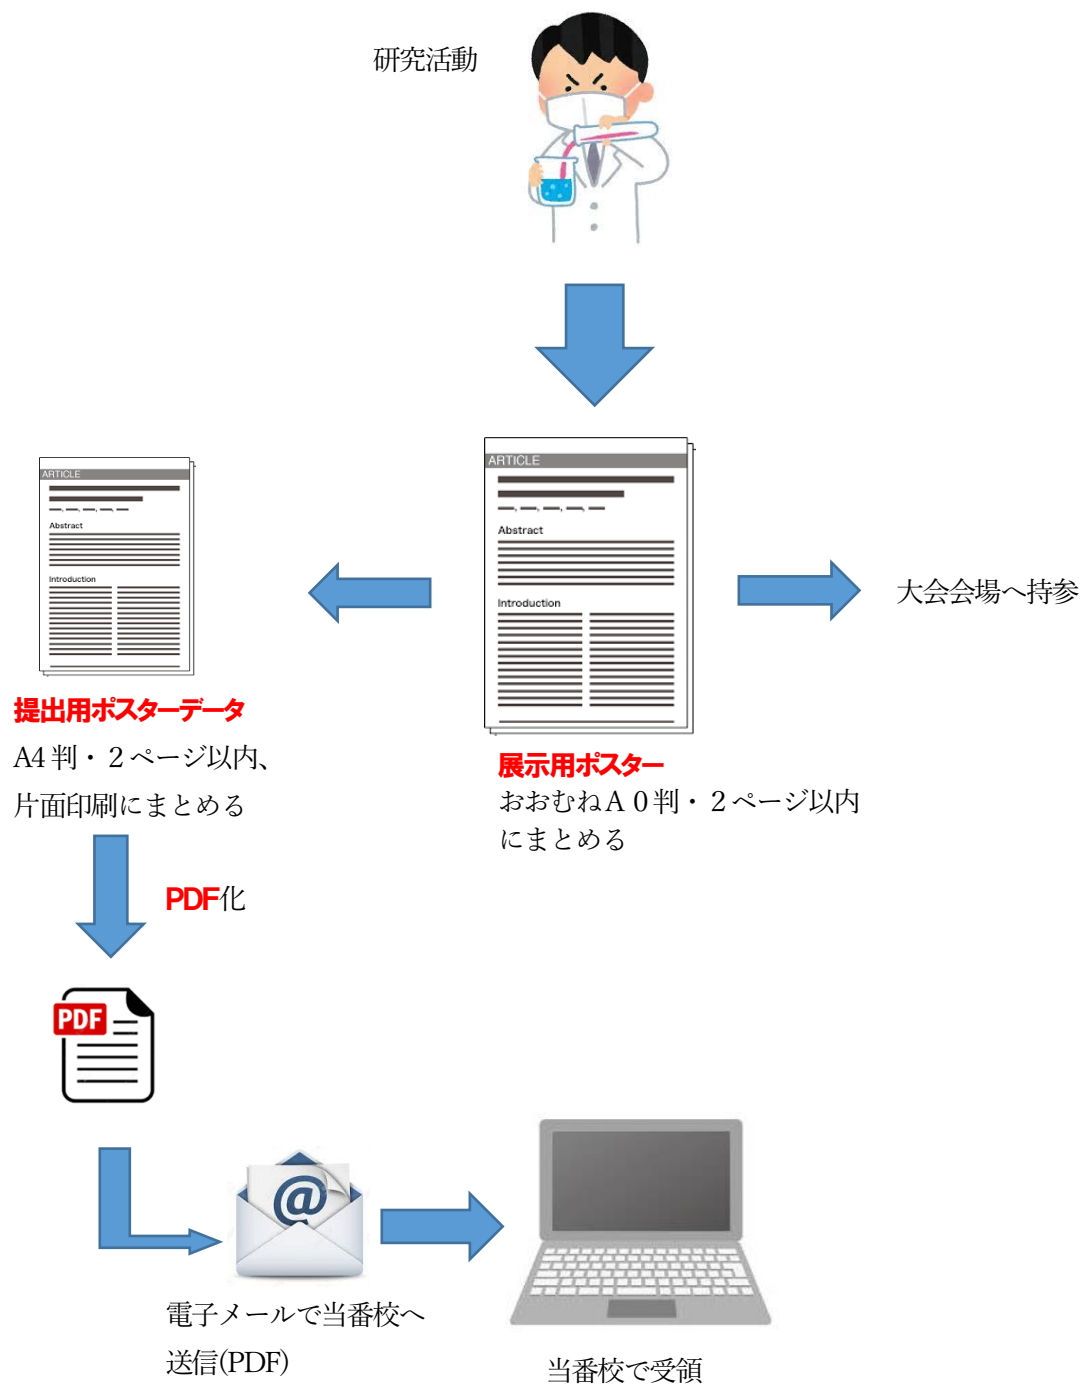 研究活動
ARTICLE
Abstract
Introduction
ARTICLE
Abstract
Introduction
大会会場へ持参
提出用ポスターデータ
A4 判・２ページ以内、
片面印刷にまとめる
展示用ポスター
おおむねＡ０判・２ページ以内
にまとめる
PDF化
PDF
@
電子メールで当番校へ
送信(PDF)
当番校で受領